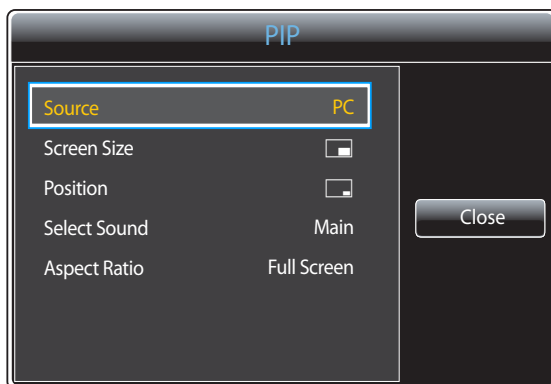 PIP
Source PC
Screen Size
Position
Select Sound Main
Aspect Ratio Full Screen
Close